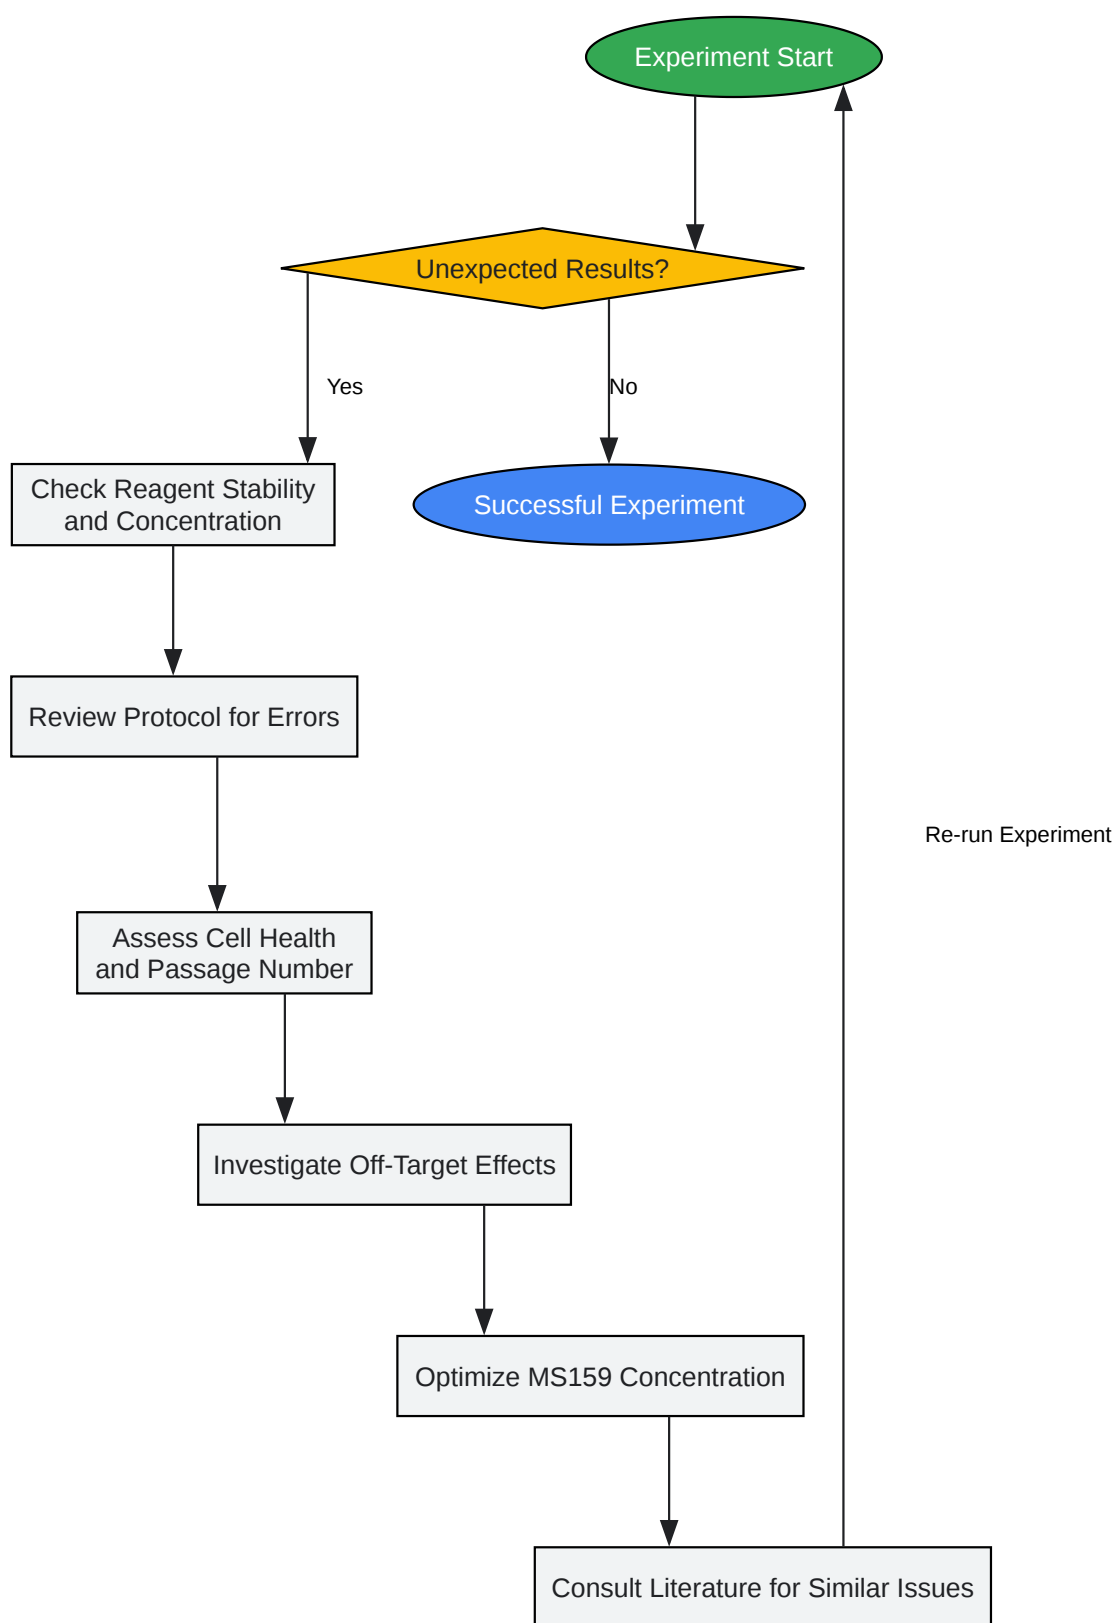 Experiment Start
Unexpected Results?
Yes
No
Check Reagent Stability
and Concentration
Successful Experiment
Review Protocol for Errors
Re-run Experiment
Assess Cell Health
and Passage Number
Investigate Off-Target Effects
Optimize MS159 Concentration
Consult Literature for Similar Issues